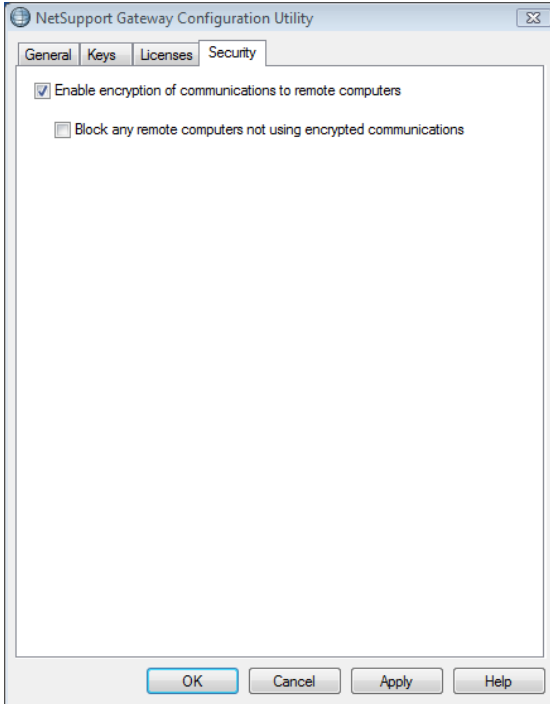 NetSupport Gateway Configuration Utility
General Keys Licenses Security
Enable encryption of communications to remote computers
Block any remote computers not using encrypted communications
OK Cancel Apply Help